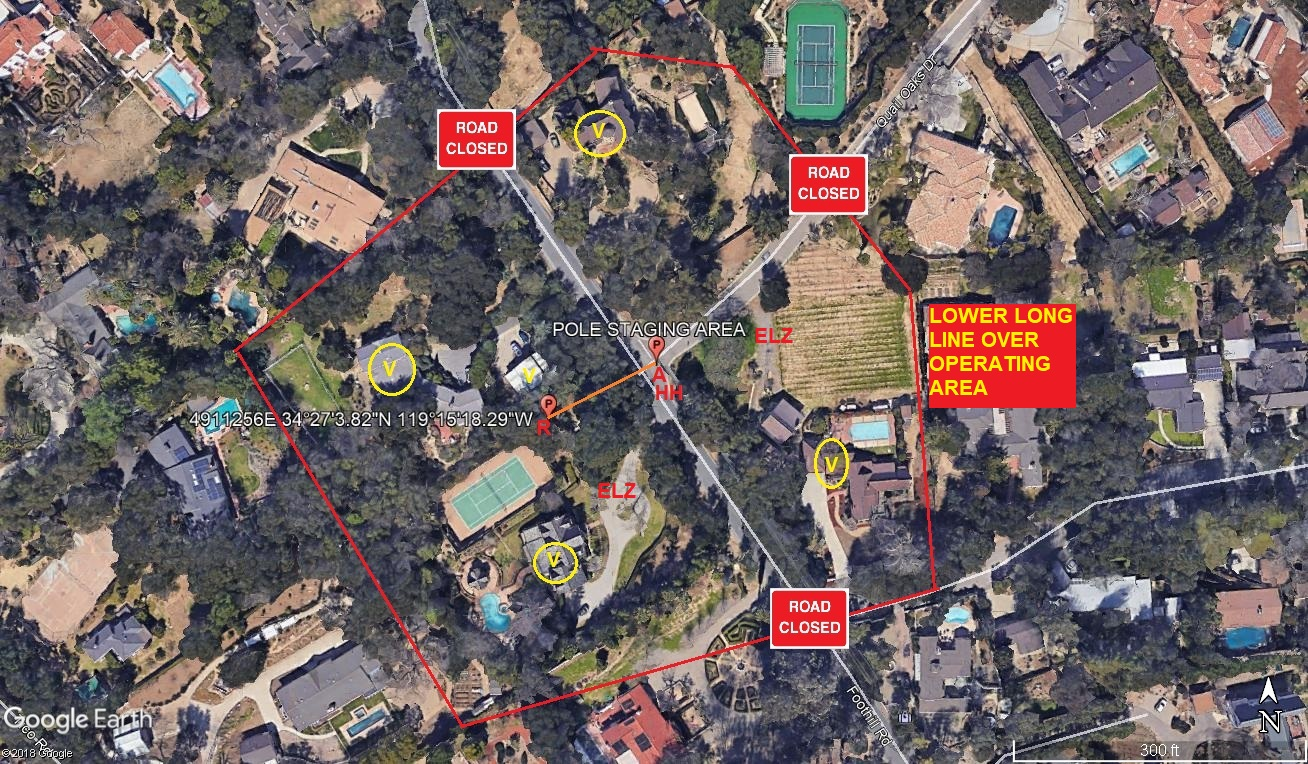 Quail Oaks Dr
ROAD
CLOSED
V
ROAD
CLOSED
LOWER LONG
LINE OVER
OPERATING
AREA
POLE STAGING AREA
ELZ
P
A
HH
V
V
P
4911256E 34°27'3.82"N 119°15'18.29"W
R
V
ELZ
V
ROAD
CLOSED
Foothill Rd
Google Earth
©2018 Google
N
300 ft